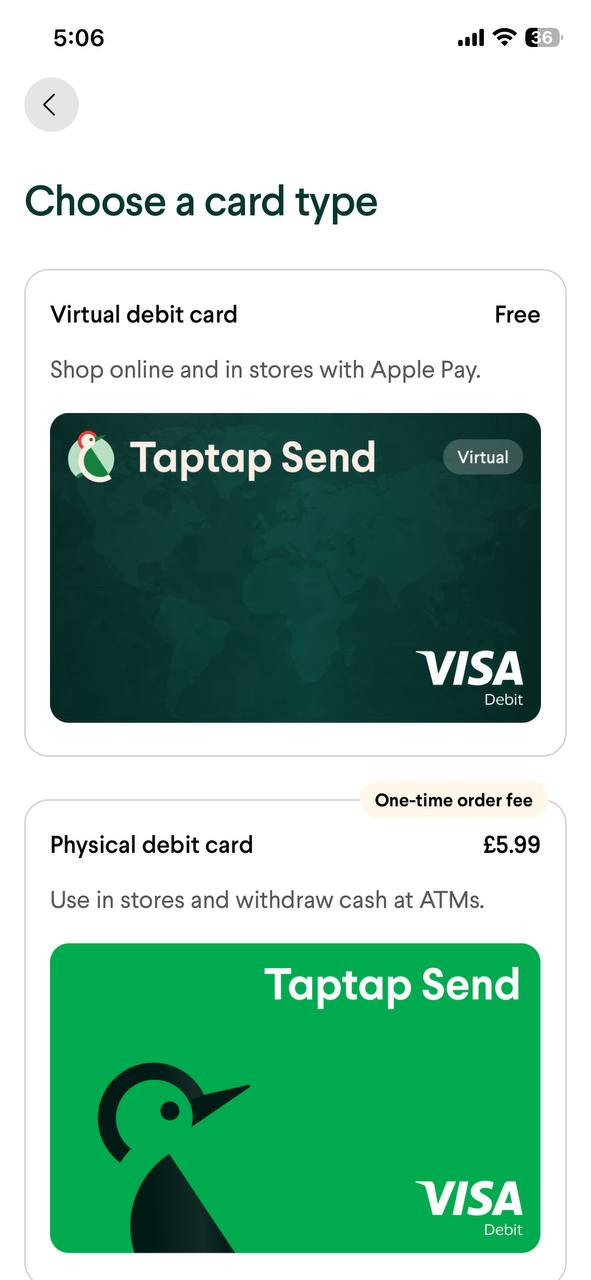 5:06
36
Choose a card type
Virtual debit card Free
Shop online and in stores with Apple Pay.
Taptap Send Virtual
VISA
Debit
One-time order fee
Physical debit card £5.99
Use in stores and withdraw cash at ATMs.
Taptap Send
VISA
Debit